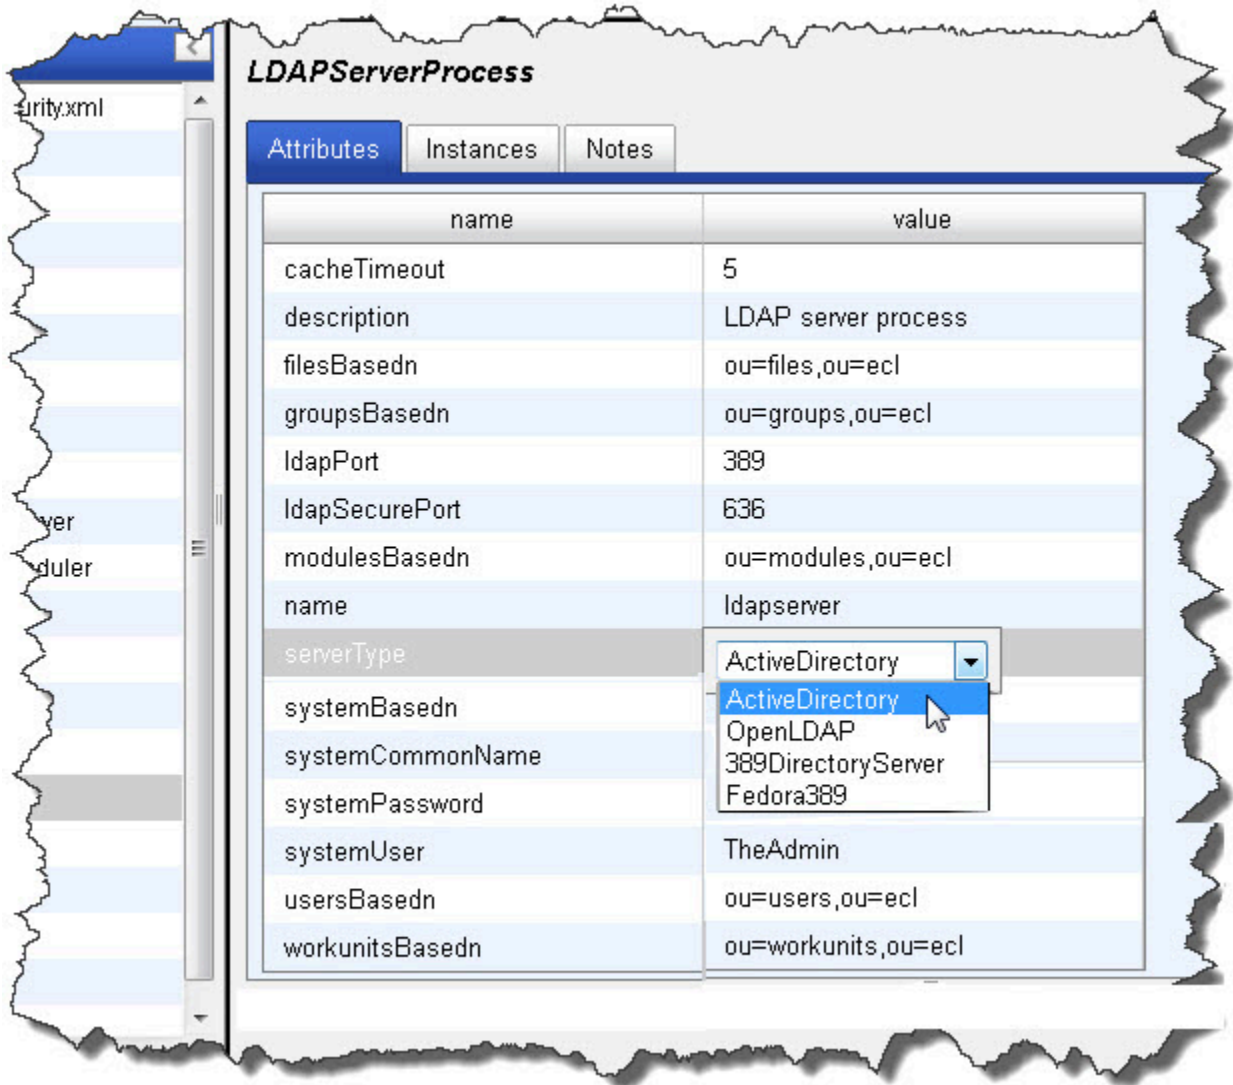 LDAPServerProcess
urity.xml
Attributes Instances Notes
name value
cacheTimeout 5
description LDAP server process
filesBasedn ou=files,ou=ecl
groupsBasedn ou=groups,ou=ecl
ldapPort 389
ldapSecurePort 636
ver
modulesBasedn ou=modules,ou=ecl
duler
name ldapserver
serverType ActiveDirectory
ActiveDirectory
systemBasedn
OpenLDAP
systemCommonName
389DirectoryServer
Fedora389
systemPassword
systemUser TheAdmin
usersBasedn ou=users,ou=ecl
workunitsBasedn ou=workunits,ou=ecl